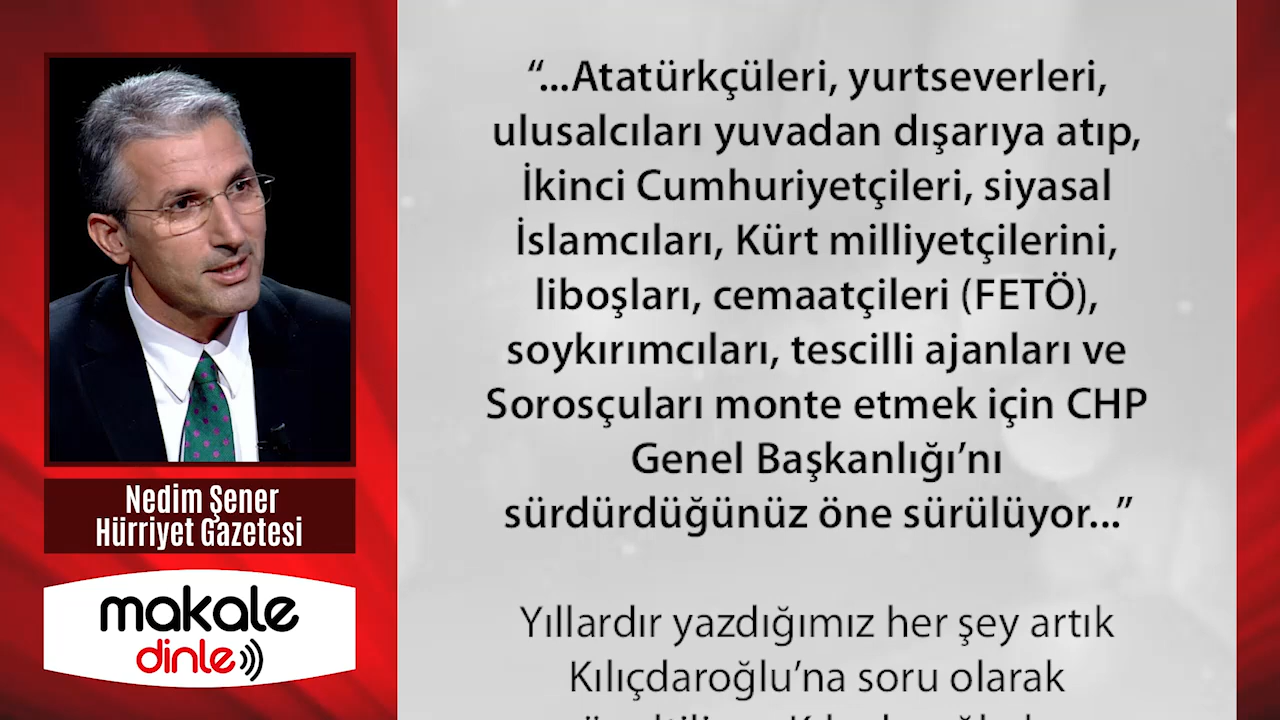 “...Atatürkçüleri, yurtseverleri,
ulusalcıları yuvadan dışarıya atıp,
İkinci Cumhuriyetçileri, siyasal
İslamcıları, Kürt milliyetçilerini,
liboşları, cemaatçileri (FETÖ),
soykırımcıları, tescilli ajanları ve
Sorosçuları monte etmek için CHP
Genel Başkanlığı’nı
sürdürdüğünüz öne sürülüyor...”
Yıllardır yazdığımız her şey artık
Kılıçdaroğlu’na soru olarak
Nedim Şener
Hürriyet Gazetesi
makale
dinle